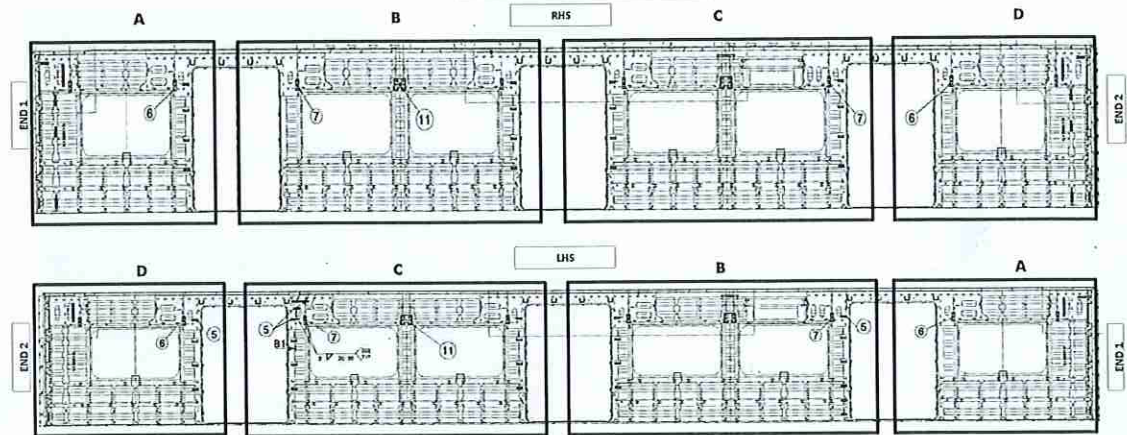 RHS
A B C D
END 1
END 2
6 7 11 7 6
LHS
D C B A
END 2
END 1
5 6 5 7 11 7 5 6
B1